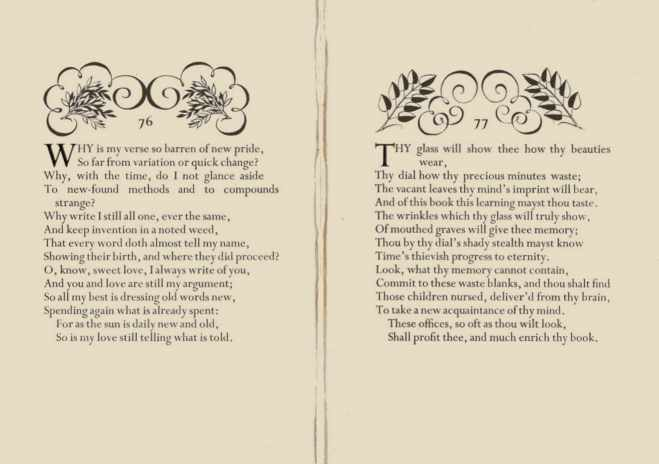 76
WHY is my verse so barren of new pride,
So far from variation or quick change?
Why, with the time, do I not glance aside
To new-found methods and to compounds
strange?
Why write I still all one, ever the same,
And keep invention in a noted weed,
That every word doth almost tell my name,
Showing their birth, and where they did proceed?
O, know, sweet love, I always write of you,
And you and love are still my argument;
So all my best is dressing old words new,
Spending again what is already spent:
For as the sun is daily new and old,
So is my love still telling what is told.
77
THY glass will show thee how thy beauties
wear,
Thy dial how thy precious minutes waste;
The vacant leaves thy mind's imprint will bear,
And of this book this learning mayst thou taste.
The wrinkles which thy glass will truly show,
Of mouthed graves will give thee memory;
Thou by thy dial's shady stealth mayst know
Time's thievish progress to eternity.
Look, what thy memory cannot contain,
Commit to these waste blanks, and thou shalt find
Those children nursed, deliver'd from thy brain,
To take a new acquaintance of thy mind.
These offices, so oft as thou wilt look,
Shall profit thee, and much enrich thy book.